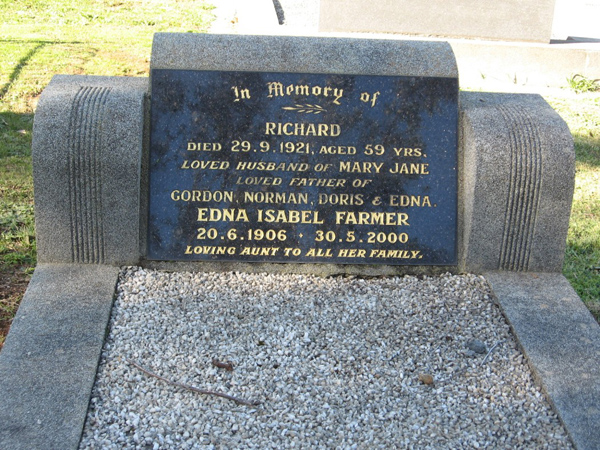 In Memory of
RICHARD
DIED 29.9.1921, AGED 59 YRS.
LOVED HUSBAND OF MARY JANE
LOVED FATHER OF
GORDON, NORMAN, DORIS & EDNA.
EDNA ISABEL FARMER
20.6.1906 • 30.5.2000
LOVING AUNT TO ALL HER FAMILY.